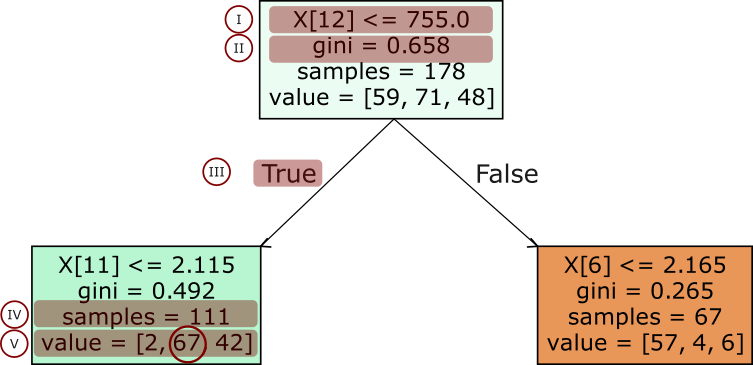 I
X[12] <= 755.0
II
gini = 0.658
samples = 178
value = [59, 71, 48]
III
True
False
X[11] <= 2.115
gini = 0.492
IV
samples = 111
V
value = [2, 67, 42]
X[6] <= 2.165
gini = 0.265
samples = 67
value = [57, 4, 6]